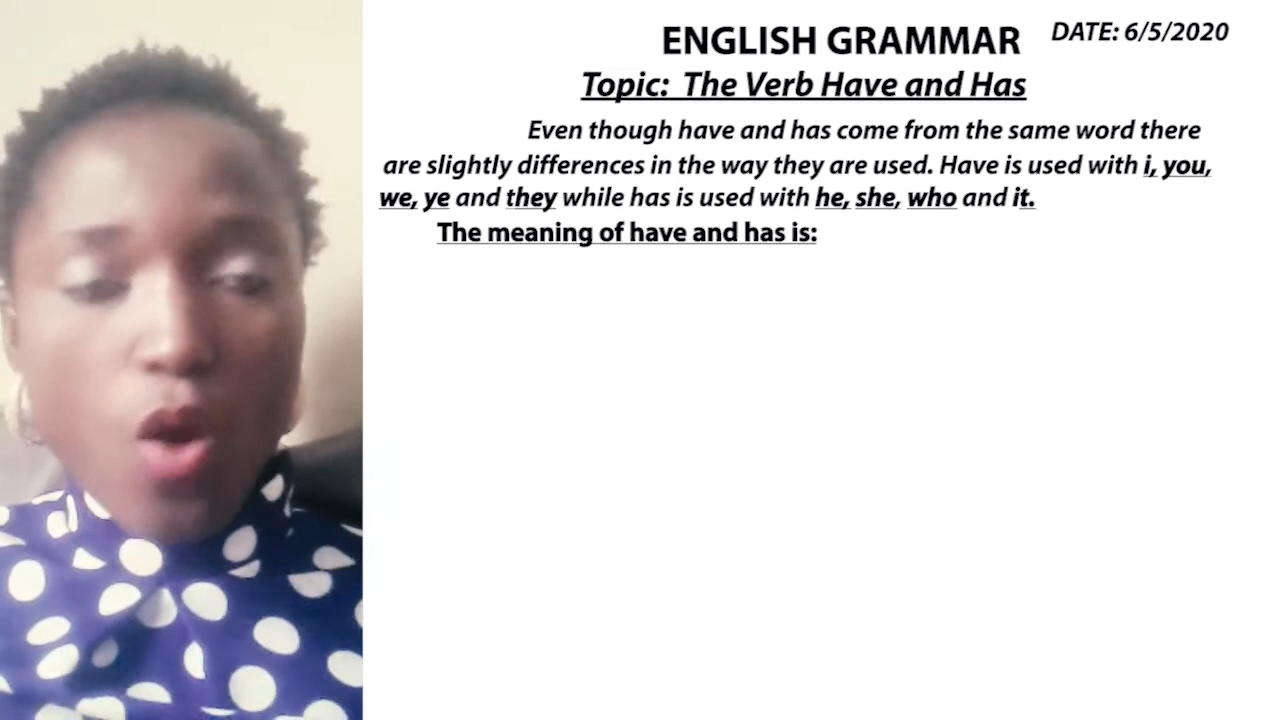 ENGLISH GRAMMAR
DATE: 6/5/2020
Topic: The Verb Have and Has
Even though have and has come from the same word there
are slightly differences in the way they are used. Have is used with i, you,
we, ye and they while has is used with he, she, who and it.
The meaning of have and has is: